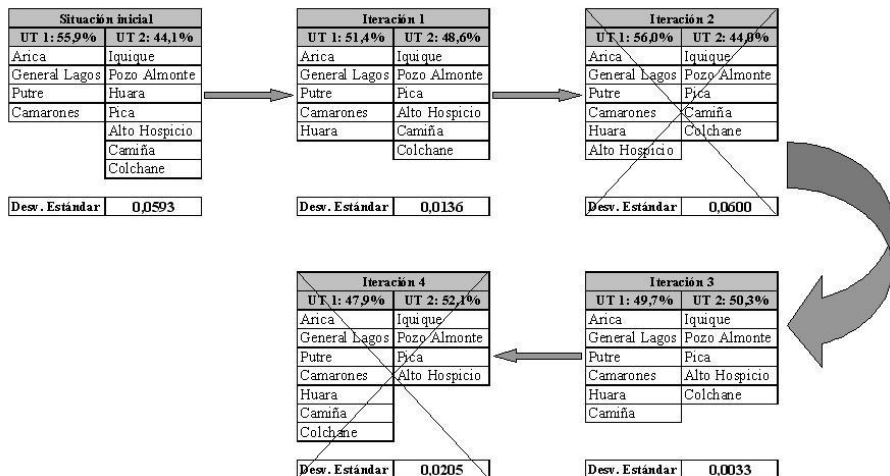 Situación inicial
UT 1: 55,9% UT 2: 44,1%
Arica Iquique
General Lagos Pozo Almonte
Putre Huara
Camarones Pica
Alto Hospicio
Camiña
Colchane
Desv. Estándar 0,0593
Iteración 1
UT 1: 51,4% UT 2: 48,6%
Arica Iquique
General Lagos Pozo Almonte
Putre Pica
Camarones Alto Hospicio
Huara Camiña
Colchane
Desv. Estándar 0,0136
Iteración 2
UT 1: 56,0% UT 2: 44,0%
Arica Iquique
General Lagos Pozo Almonte
Putre Pica
Camarones Camiña
Huara Colchane
Alto Hospicio
Desv. Estándar 0,0600
Iteración 4
UT 1: 47,9% UT 2: 52,1%
Arica Iquique
General Lagos Pozo Almonte
Putre Pica
Camarones Alto Hospicio
Huara
Camiña
Colchane
Desv. Estándar 0,0205
Iteración 3
UT 1: 49,7% UT 2: 50,3%
Arica Iquique
General Lagos Pozo Almonte
Putre Pica
Camarones Alto Hospicio
Huara Colchane
Camiña
Desv. Estándar 0,0033